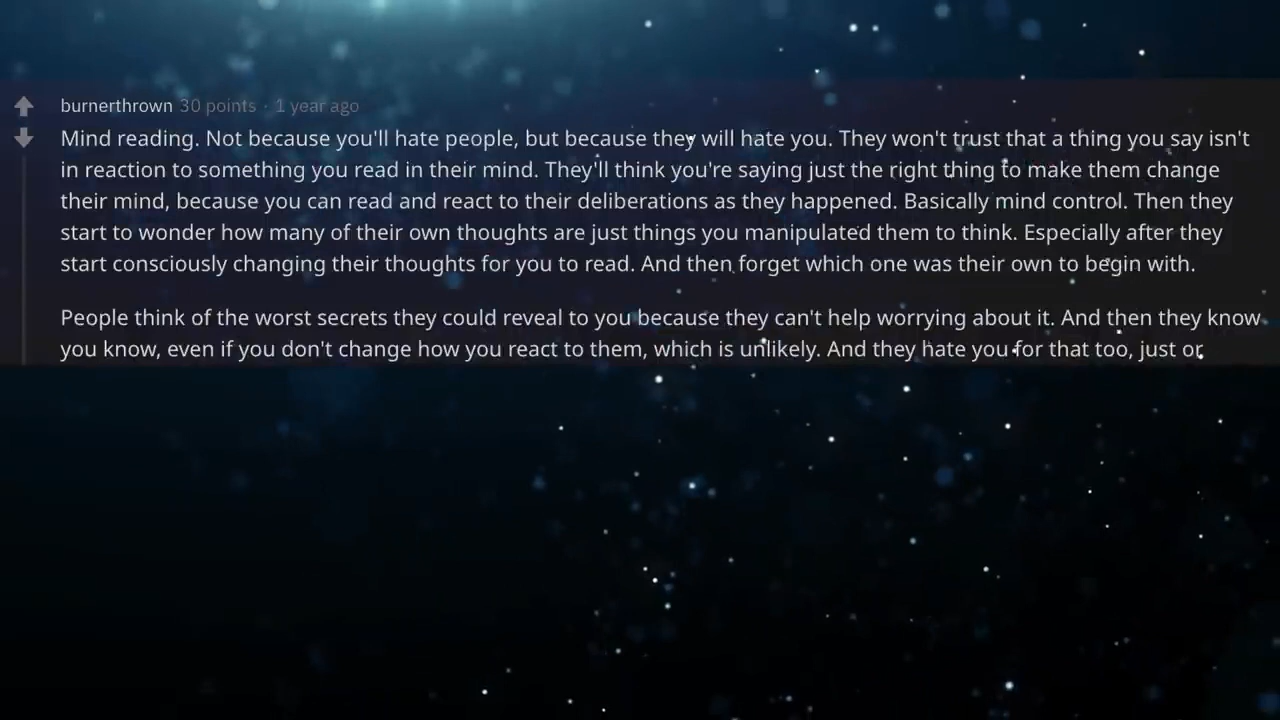 burnerthrown 30 points · 1 year ago
Mind reading. Not because you'll hate people, but because they will hate you. They won't trust that a thing you say isn't
in reaction to something you read in their mind. They'll think you're saying just the right thing to make them change
their mind, because you can read and react to their deliberations as they happened. Basically mind control. Then they
start to wonder how many of their own thoughts are just things you manipulated them to think. Especially after they
start consciously changing their thoughts for you to read. And then forget which one was their own to begin with.
People think of the worst secrets they could reveal to you because they can't help worrying about it. And then they know
you know, even if you don't change how you react to them, which is unlikely. And they hate you for that too, just or